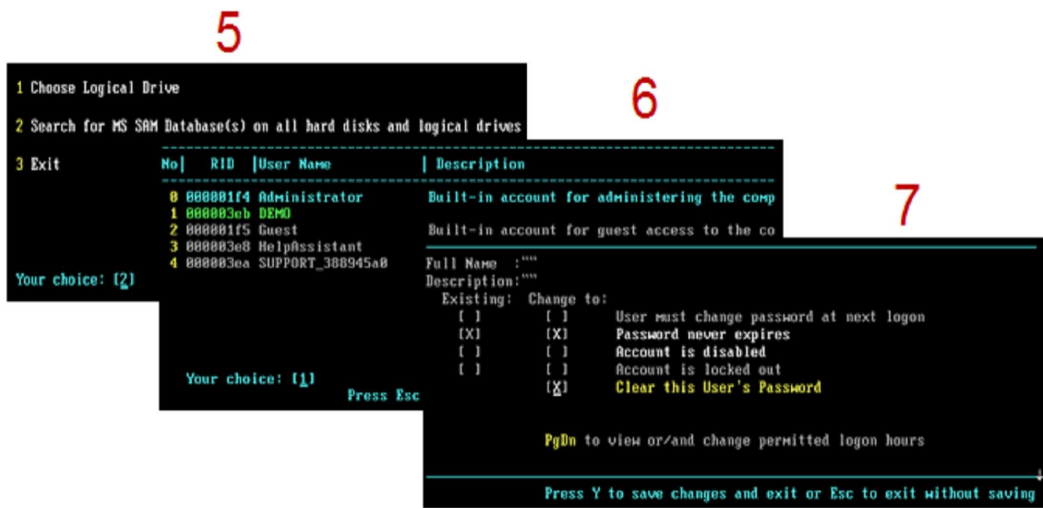 5
1 Choose Logical Drive
2 Search for MS SAM Database(s) on all hard disks and logical drives
3 Exit
Your choice: [2]
6
No| RID |User Name | Description
0 000001f4 Administrator Built-in account for administering the comp
1 000003eb DEMO
2 000001f5 Guest Built-in account for guest access to the co
3 000003e8 HelpAssistant
4 000003ea SUPPORT_388945a0
Your choice: [1]
Press Esc
7
Full Name :""
Description:""
Existing: Change to:
[ ] [ ] User must change password at next logon
[X] [X] Password never expires
[ ] [ ] Account is disabled
[ ] [ ] Account is locked out
[X] Clear this User's Password
PgDn to view or/and change permitted logon hours
Press Y to save changes and exit or Esc to exit without saving